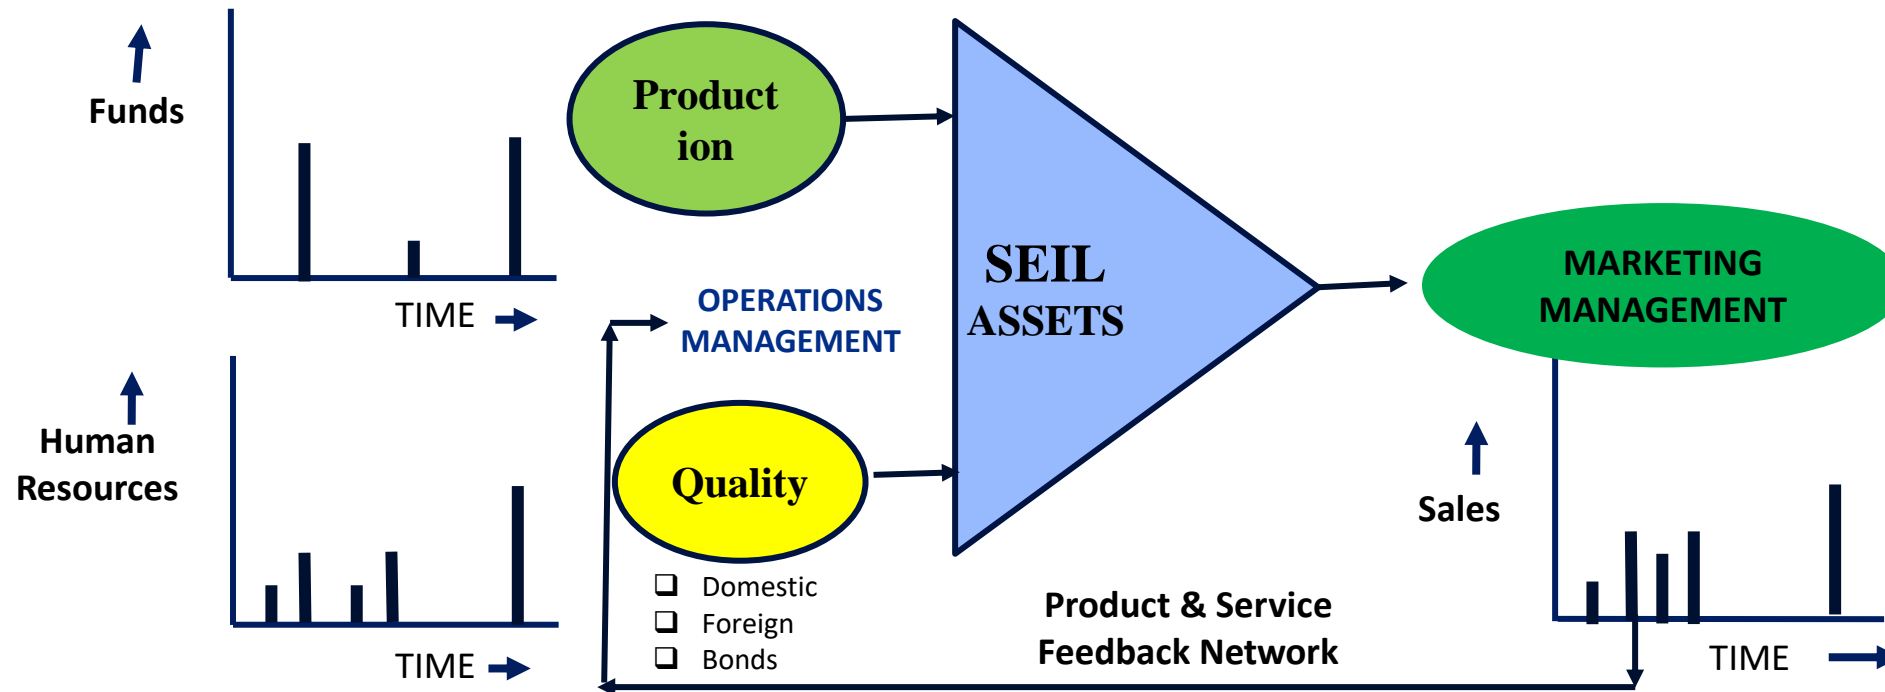 Funds
TIME
Human
Resources
TIME
Product
ion
OPERATIONS
MANAGEMENT
Quality
❑ Domestic
❑ Foreign
❑ Bonds
SEIL
ASSETS
Product & Service
Feedback Network
MARKETING
MANAGEMENT
Sales
TIME